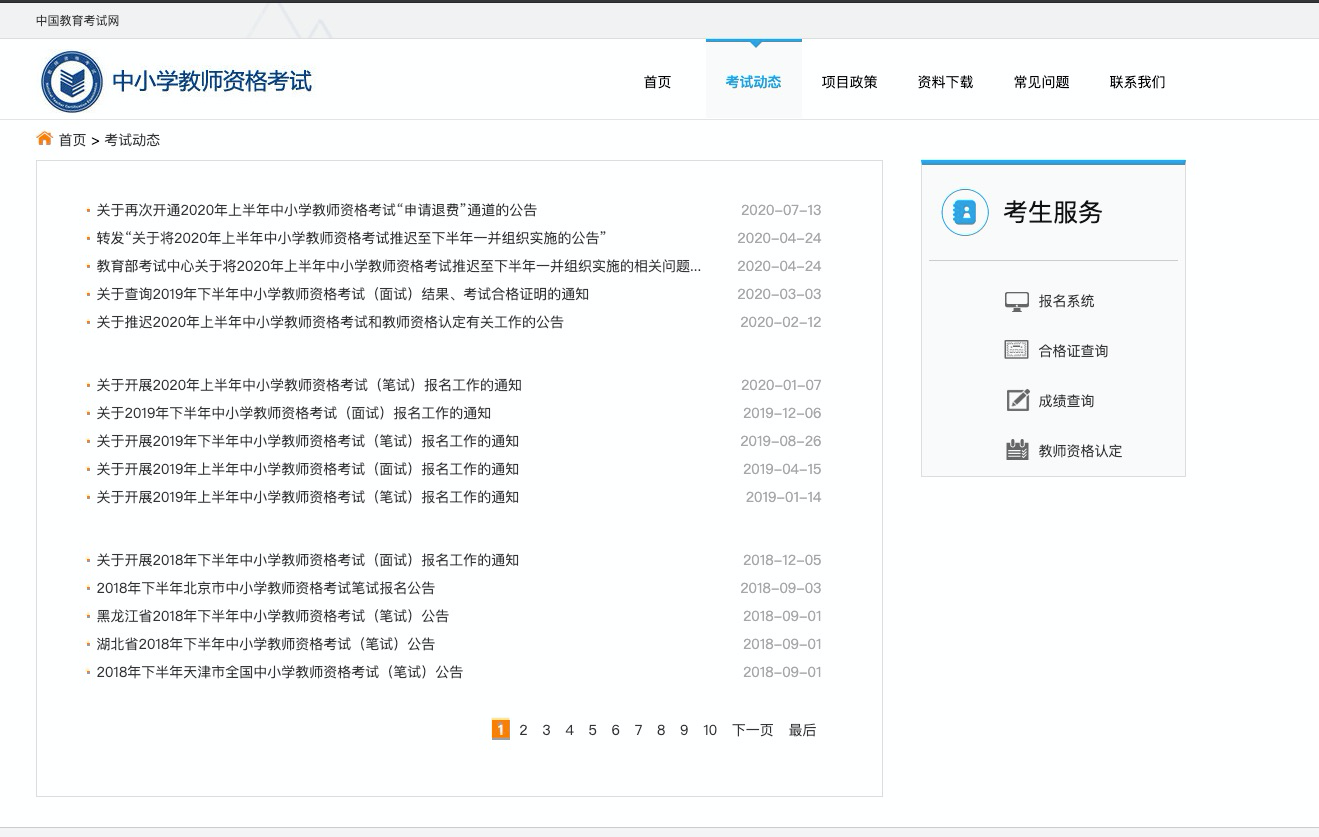 中国教育考试网
中小学教师资格考试
首页 考试动态 项目政策 资料下载 常见问题 联系我们
首页 > 考试动态
关于再次开通2020年上半年中小学教师资格考试“申请退费”通道的公告 2020-07-13
转发“关于将2020年上半年中小学教师资格考试推迟至下半年一并组织实施的公告” 2020-04-24
教育部考试中心关于将2020年上半年中小学教师资格考试推迟至下半年一并组织实施的相关问题... 2020-04-24
关于查询2019年下半年中小学教师资格考试（面试）结果、考试合格证明的通知 2020-03-03
关于推迟2020年上半年中小学教师资格考试和教师资格认定有关工作的公告 2020-02-12
关于开展2020年上半年中小学教师资格考试（笔试）报名工作的通知 2020-01-07
关于2019年下半年中小学教师资格考试（面试）报名工作的通知 2019-12-06
关于开展2019年下半年中小学教师资格考试（笔试）报名工作的通知 2019-08-26
关于开展2019年上半年中小学教师资格考试（面试）报名工作的通知 2019-04-15
关于开展2019年上半年中小学教师资格考试（笔试）报名工作的通知 2019-01-14
关于开展2018年下半年中小学教师资格考试（面试）报名工作的通知 2018-12-05
2018年下半年北京市中小学教师资格考试笔试报名公告 2018-09-03
黑龙江省2018年下半年中小学教师资格考试（笔试）公告 2018-09-01
湖北省2018年下半年中小学教师资格考试（笔试）公告 2018-09-01
2018年下半年天津市全国中小学教师资格考试（笔试）公告 2018-09-01
1 2 3 4 5 6 7 8 9 10 下一页 最后
考生服务
报名系统
合格证查询
成绩查询
教师资格认定